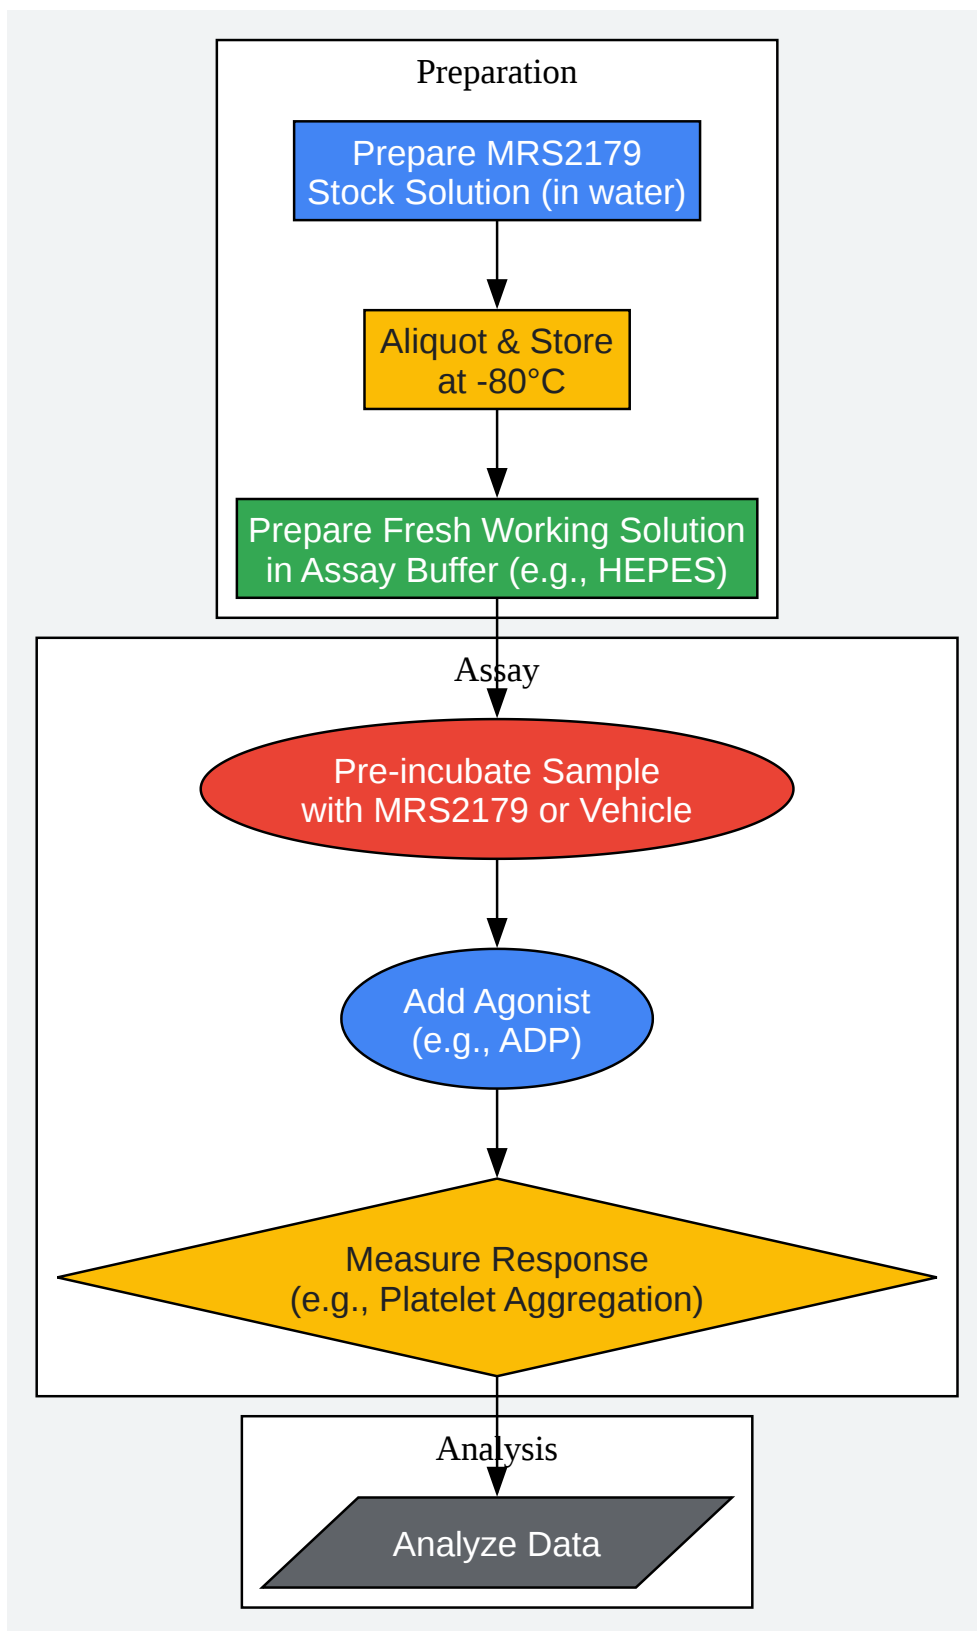 Preparation
Prepare MRS2179
Stock Solution (in water)
Aliquot & Store
at -80°C
Prepare Fresh Working Solution
in Assay Buffer (e.g., HEPES)
Assay
Pre-incubate Sample
with MRS2179 or Vehicle
Add Agonist
(e.g., ADP)
Measure Response
(e.g., Platelet Aggregation)
Analysis
Analyze Data